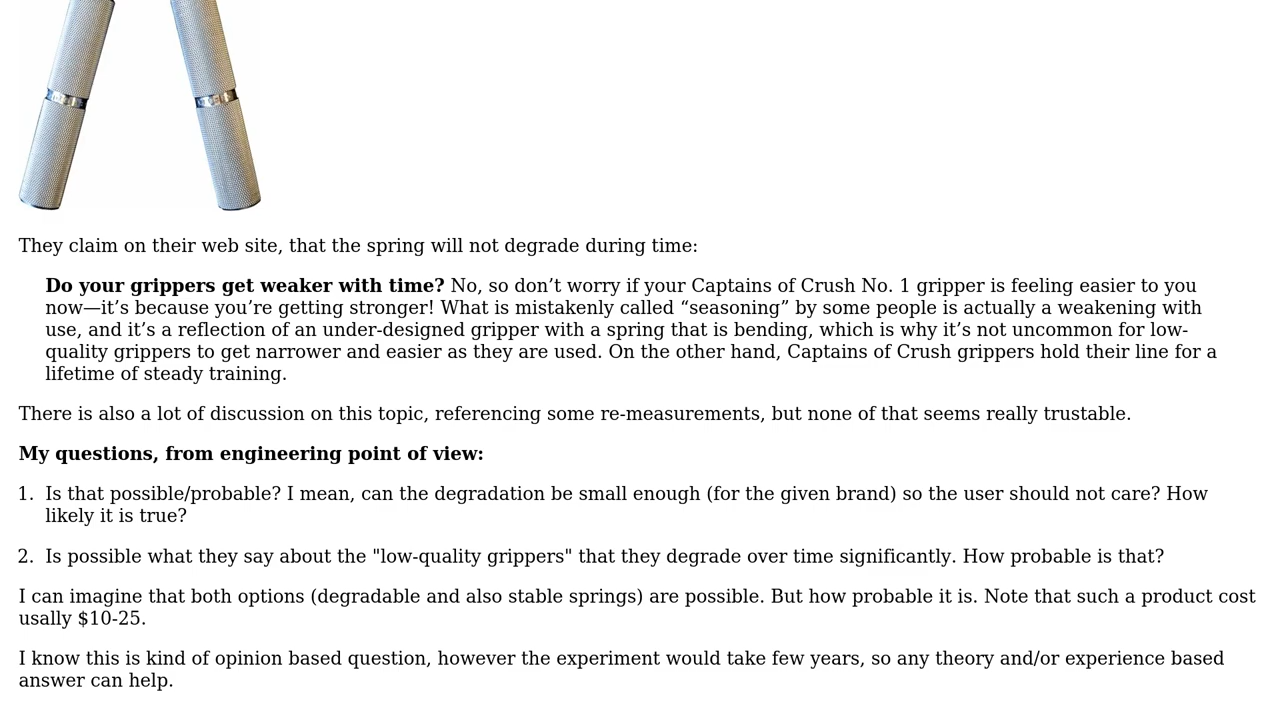 They claim on their web site, that the spring will not degrade during time:
Do your grippers get weaker with time? No, so don’t worry if your Captains of Crush No. 1 gripper is feeling easier to you
now—it’s because you’re getting stronger! What is mistakenly called “seasoning” by some people is actually a weakening with
use, and it’s a reflection of an under-designed gripper with a spring that is bending, which is why it’s not uncommon for low-
quality grippers to get narrower and easier as they are used. On the other hand, Captains of Crush grippers hold their line for a
lifetime of steady training.
There is also a lot of discussion on this topic, referencing some re-measurements, but none of that seems really trustable.
My questions, from engineering point of view:
1. Is that possible/probable? I mean, can the degradation be small enough (for the given brand) so the user should not care? How
likely it is true?
2. Is possible what they say about the "low-quality grippers" that they degrade over time significantly. How probable is that?
I can imagine that both options (degradable and also stable springs) are possible. But how probable it is. Note that such a product cost
usally $10-25.
I know this is kind of opinion based question, however the experiment would take few years, so any theory and/or experience based
answer can help.